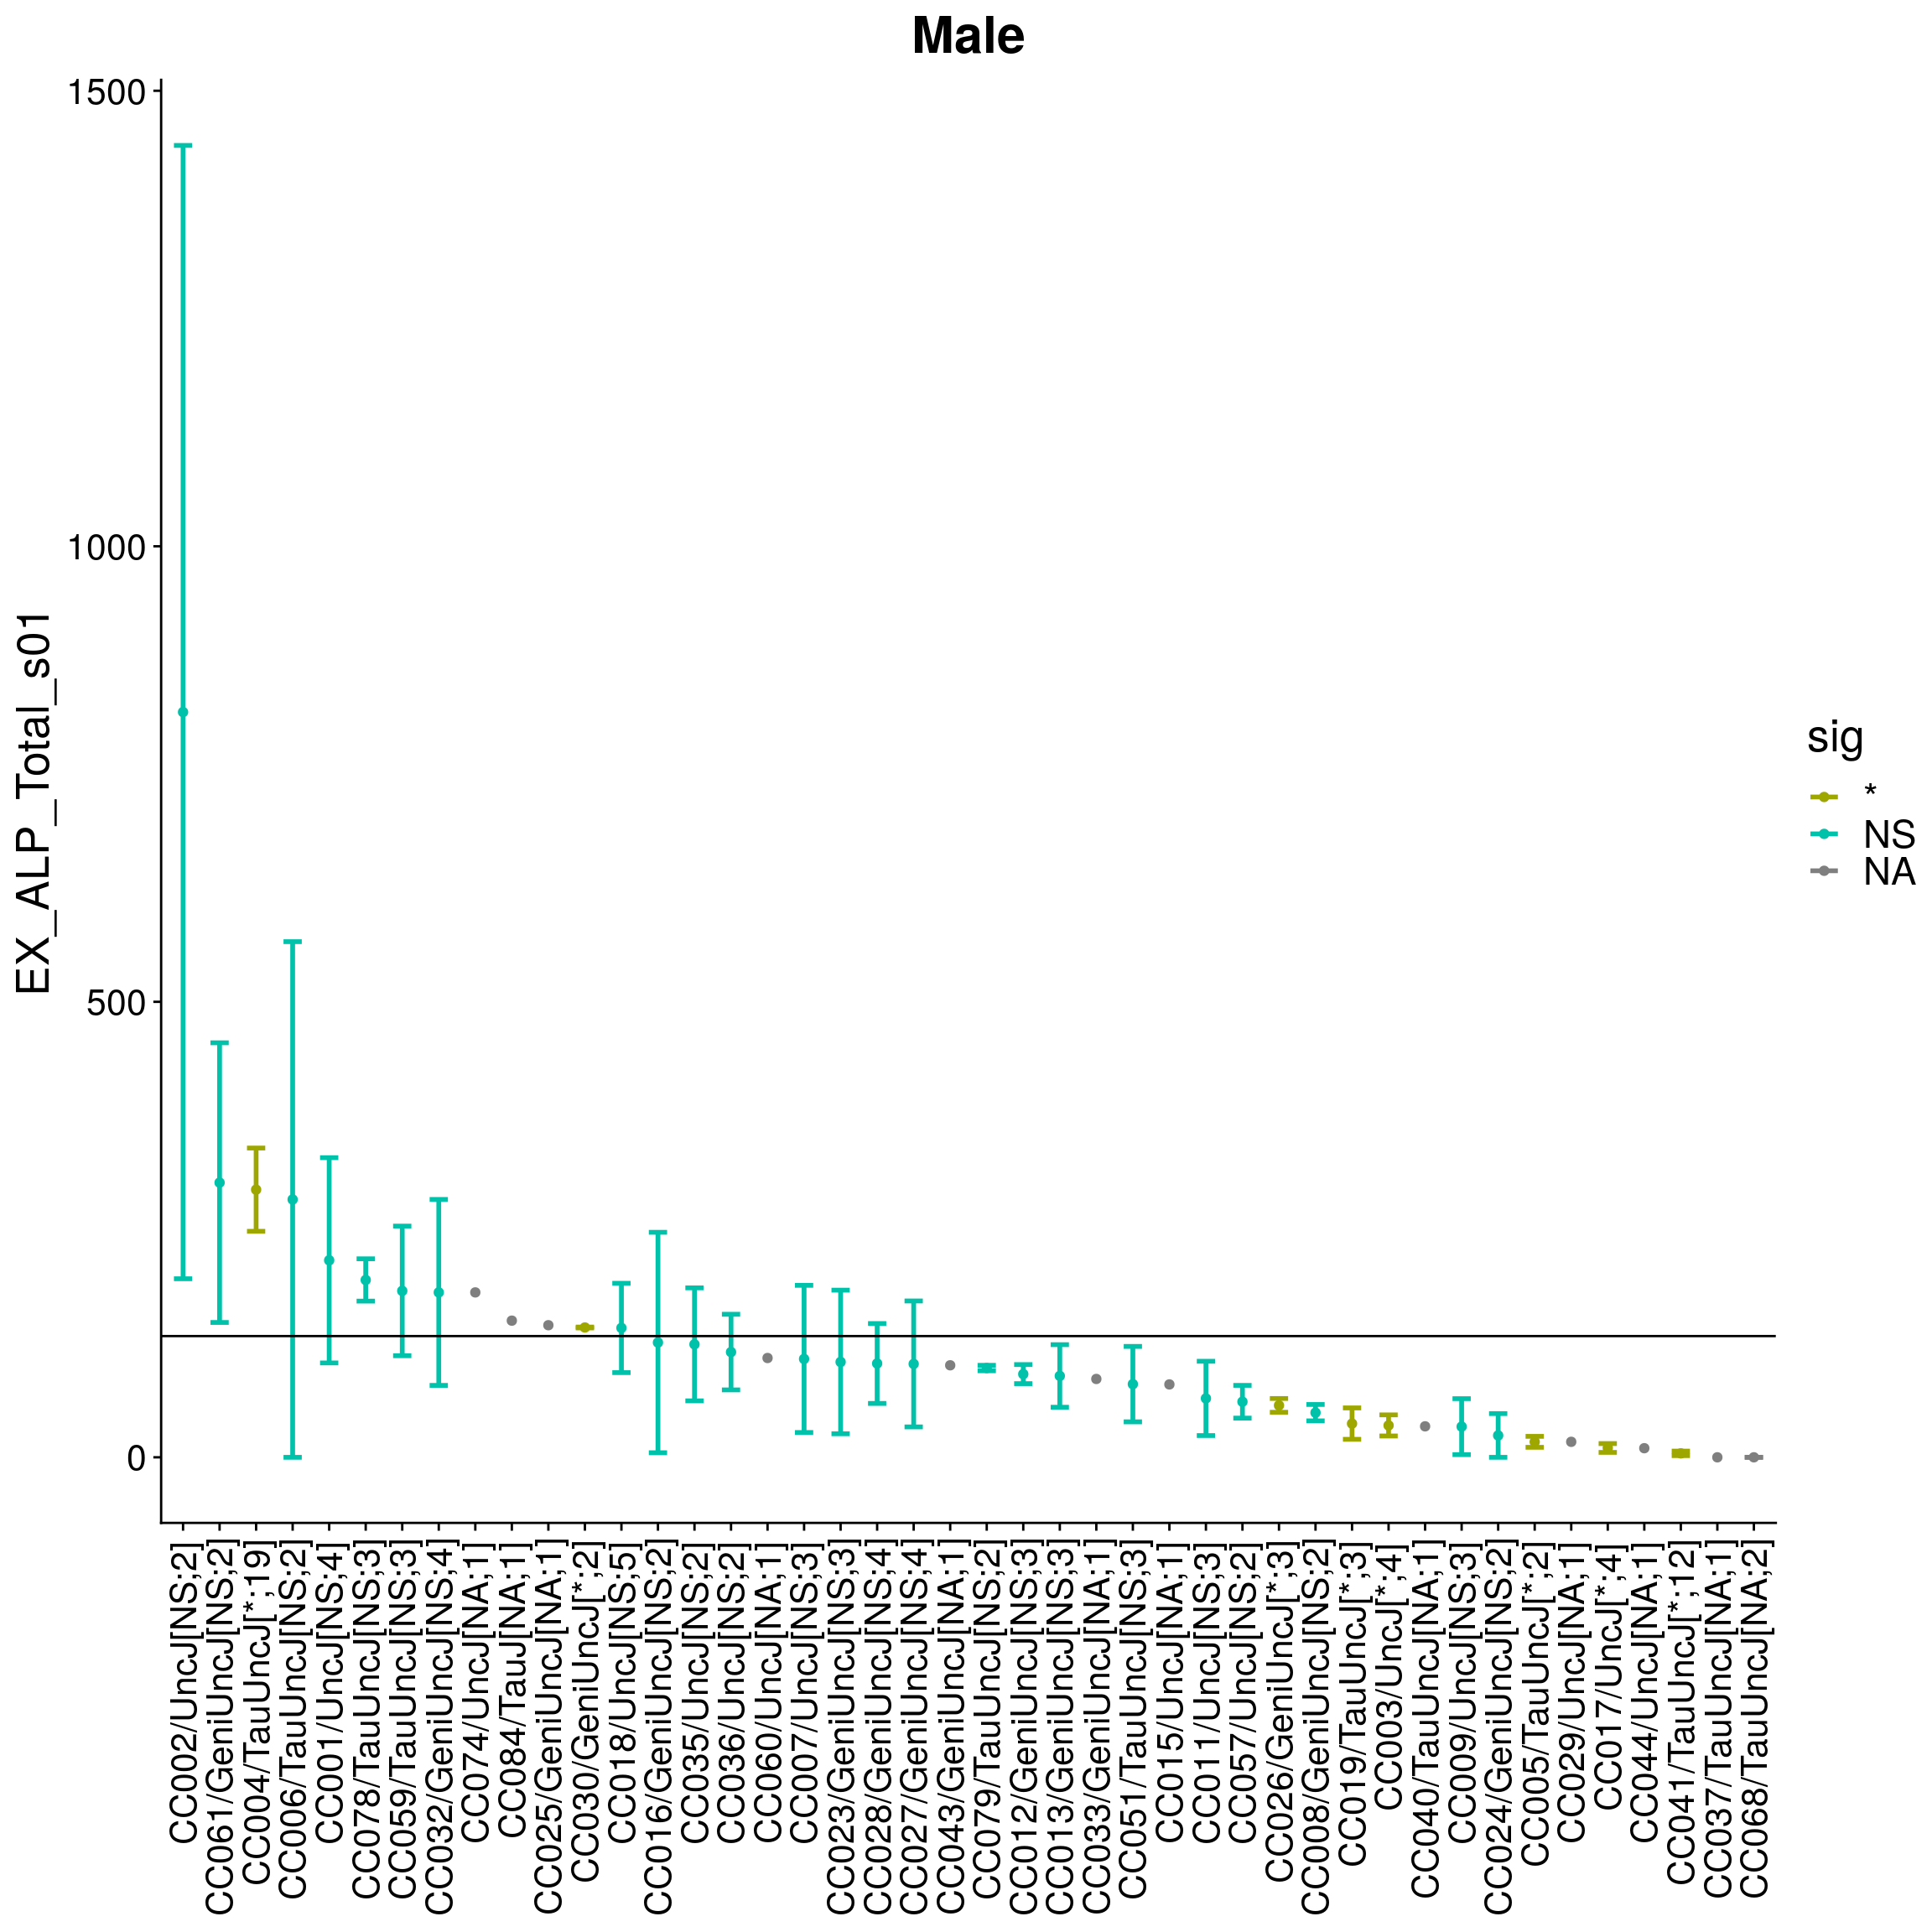 Male
EX_ALP_Total_s01
1500
1000
500
0
CC002/UncJ[NS;2]
CC061/GeniUncJ[NS;2]
CC004/TauUncJ[*;19]
CC006/TauUncJ[NS;2]
CC001/UncJ[NS;4]
CC078/TauUncJ[NS;3]
CC059/TauUncJ[NS;3]
CC032/GeniUncJ[NS;4]
CC074/UncJ[NA;1]
CC084/TauJ[NA;1]
CC025/GeniUncJ[NA;1]
CC030/GeniUncJ[*;2]
CC018/UncJ[NS;5]
CC016/GeniUncJ[NS;2]
CC035/UncJ[NS;2]
CC036/UncJ[NS;2]
CC060/UncJ[NA;1]
CC007/UncJ[NS;3]
CC023/GeniUncJ[NS;3]
CC028/GeniUncJ[NS;4]
CC027/GeniUncJ[NS;4]
CC043/GeniUncJ[NA;1]
CC079/TauUncJ[NS;2]
CC012/GeniUncJ[NS;3]
CC013/GeniUncJ[NS;3]
CC033/GeniUncJ[NA;1]
CC051/TauUncJ[NS;3]
CC015/UncJ[NA;1]
CC011/UncJ[NS;3]
CC057/UncJ[NS;2]
CC026/GeniUncJ[*;3]
CC008/GeniUncJ[NS;2]
CC019/TauUncJ[*;3]
CC003/UncJ[*;4]
CC040/TauUncJ[NA;1]
CC009/UncJ[NS;3]
CC024/GeniUncJ[NS;2]
CC005/TauUncJ[*;2]
CC029/UncJ[NA;1]
CC017/UncJ[*;4]
CC044/UncJ[NA;1]
CC041/TauUncJ[*;12]
CC037/TauUncJ[NA;1]
CC068/TauUncJ[NA;2]
sig
*
NS
NA